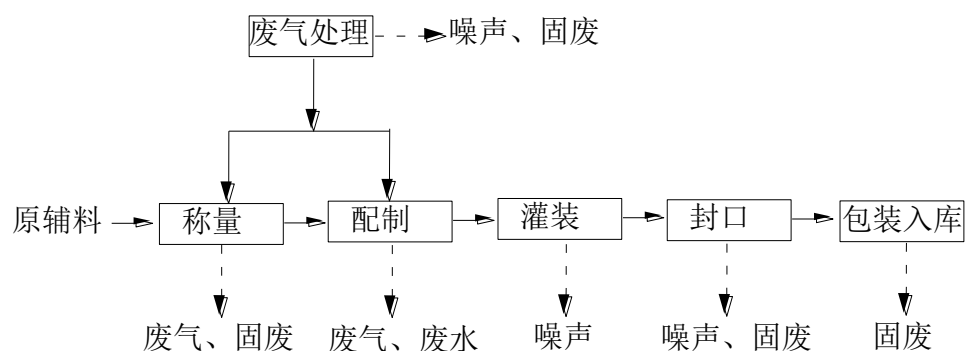 废气处理 噪声、固废
原辅料 称量 配制 灌装 封口 包装入库
废气、固废 废气、废水 噪声 噪声、固废 固废